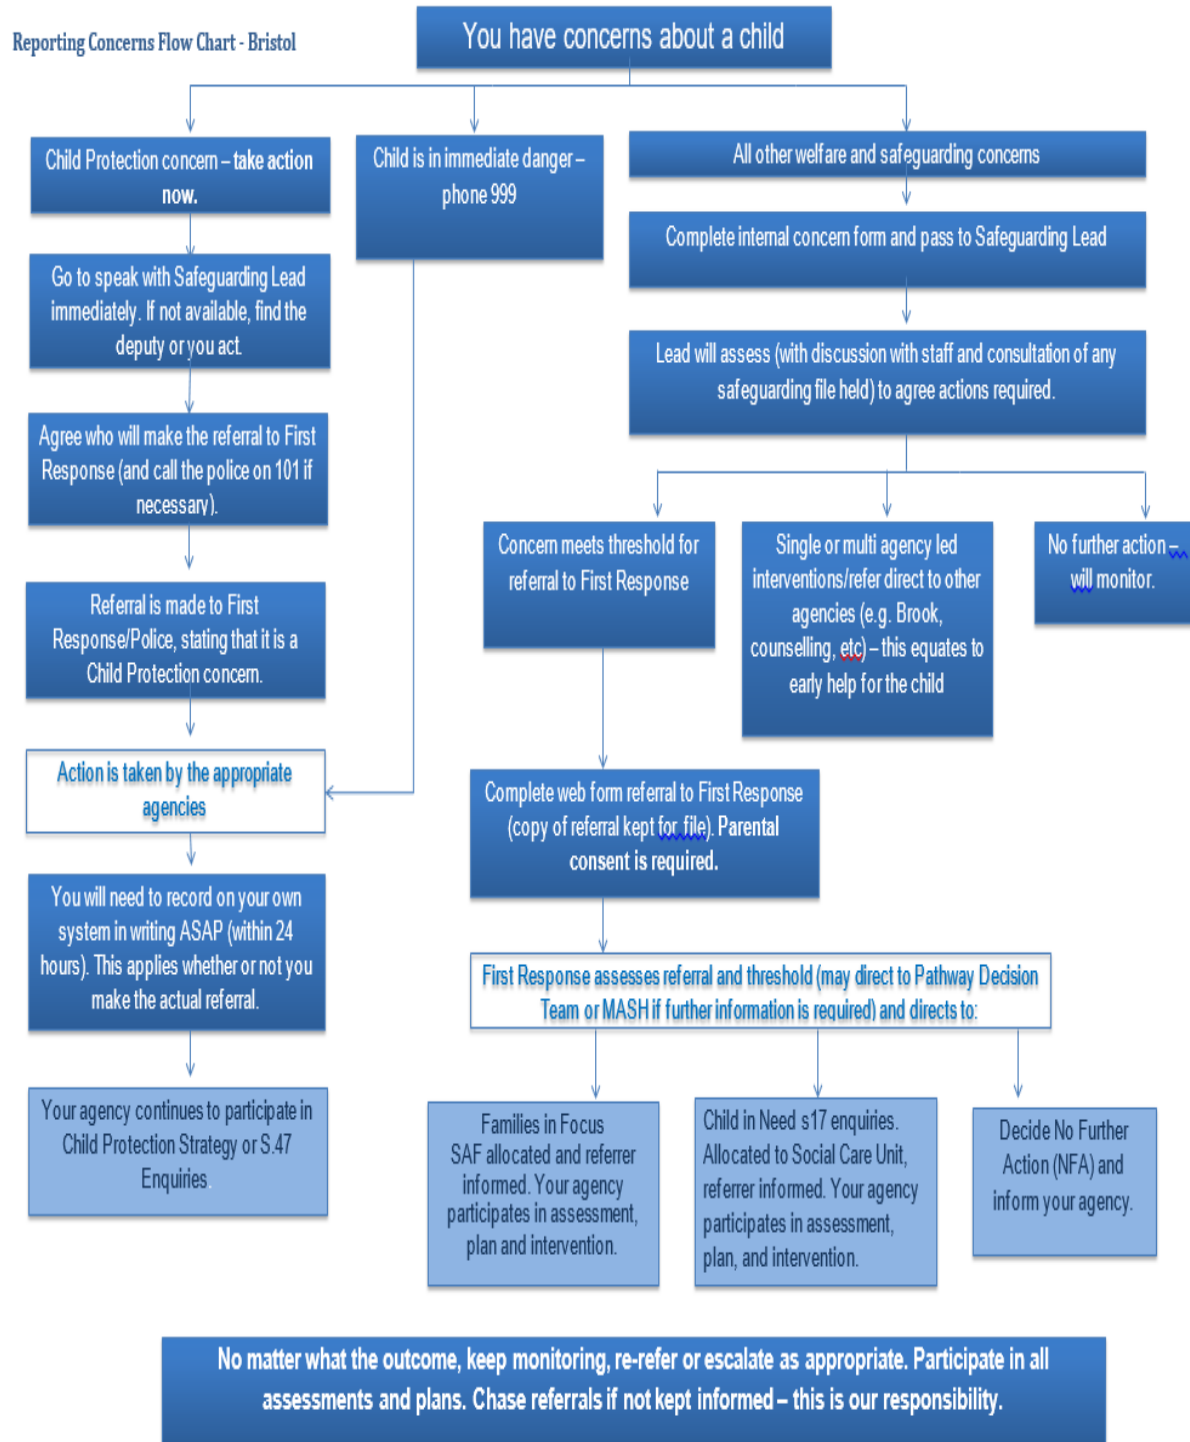 Reporting Concerns Flow Chart - Bristol
You have concerns about a child
Child Protection concern – take action
now.
Go to speak with Safeguarding Lead
immediately. If not available, find the
deputy or you act.
Agree who will make the referral to First
Response (and call the police on 101 if
necessary).
Referral is made to First
Response/Police, stating that it is a
Child Protection concern.
Action is taken by the appropriate
agencies
You will need to record on your own
system in writing ASAP (within 24
hours). This applies whether or not you
make the actual referral.
Your agency continues to participate in
Child Protection Strategy or S.47
Enquiries.
Child is in immediate danger –
phone 999
All other welfare and safeguarding concerns
Complete internal concern form and pass to Safeguarding Lead
Lead will assess (with discussion with staff and consultation of any
safeguarding file held) to agree actions required.
Concern meets threshold for
referral to First Response
Single or multi agency led
interventions/refer direct to other
agencies (e.g. Brook,
counselling, etc) – this equates to
early help for the child
No further action –
will monitor.
Complete web form referral to First Response
(copy of referral kept for file). Parental
consent is required.
First Response assesses referral and threshold (may direct to Pathway Decision
Team or MASH if further information is required) and directs to:
Families in Focus
SAF allocated and referrer
informed. Your agency
participates in assessment,
plan and intervention.
Child in Need s17 enquiries.
Allocated to Social Care Unit,
referrer informed. Your agency
participates in assessment,
plan, and intervention.
Decide No Further
Action (NFA) and
inform your agency.
No matter what the outcome, keep monitoring, re-refer or escalate as appropriate. Participate in all
assessments and plans. Chase referrals if not kept informed – this is our responsibility.